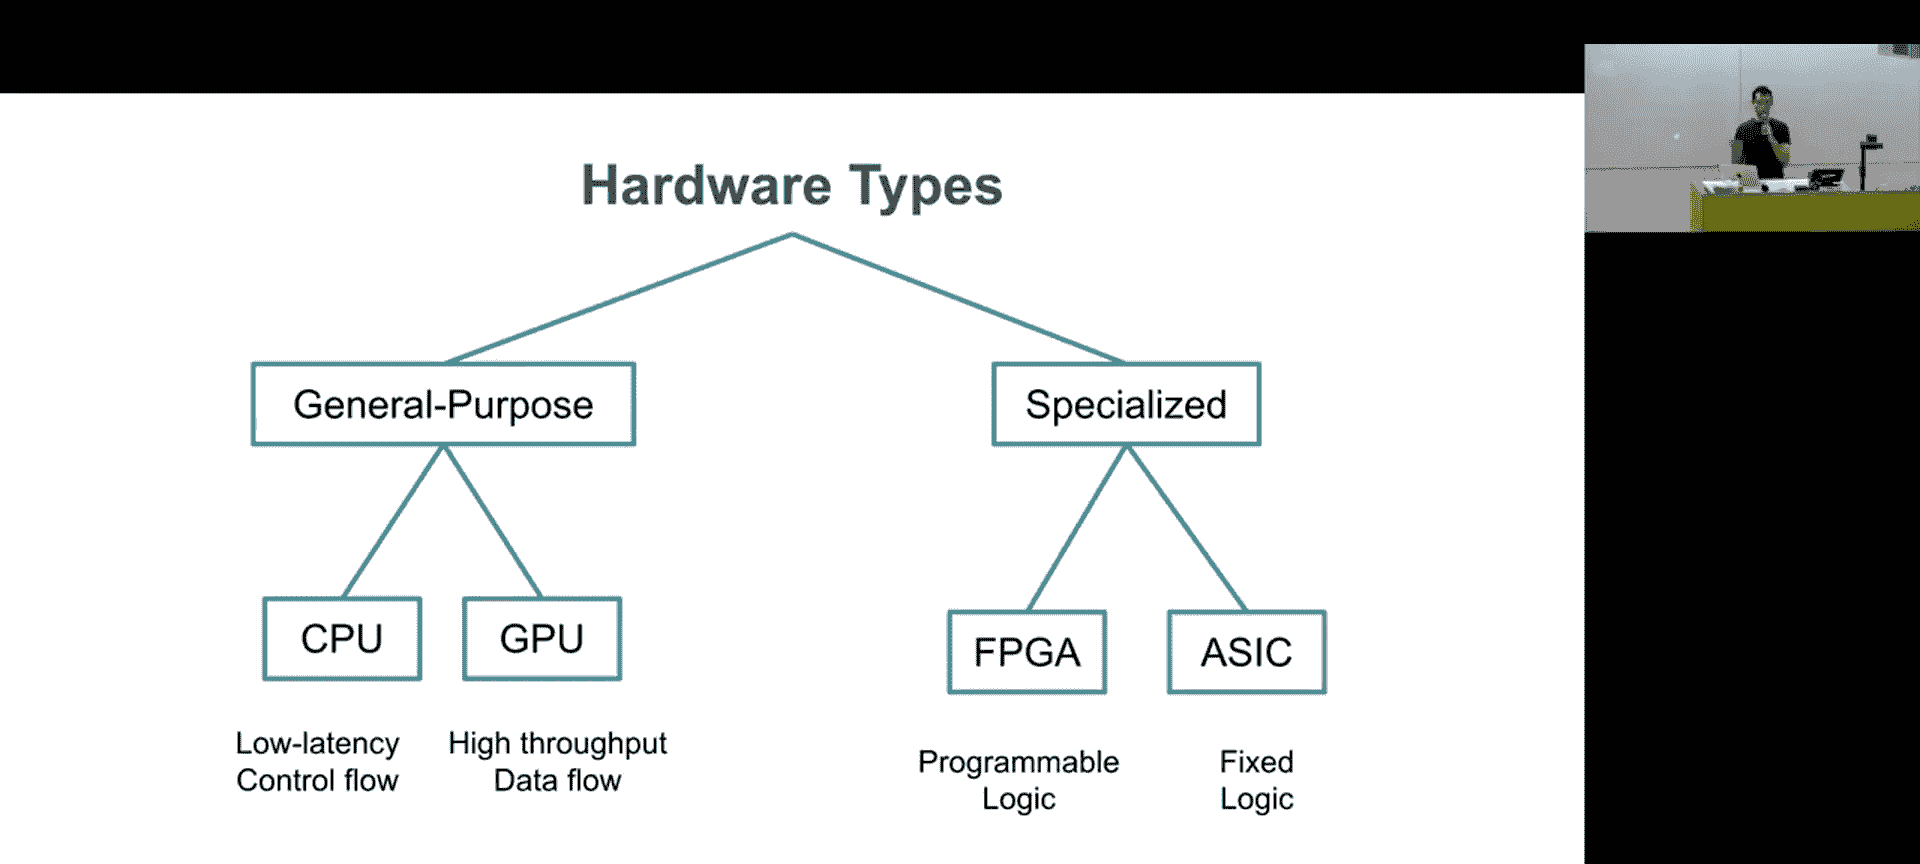 Hardware Types
General-Purpose
Specialized
CPU
GPU
FPGA
ASIC
Low-latency
Control flow
High throughput
Data flow
Programmable
Logic
Fixed
Logic